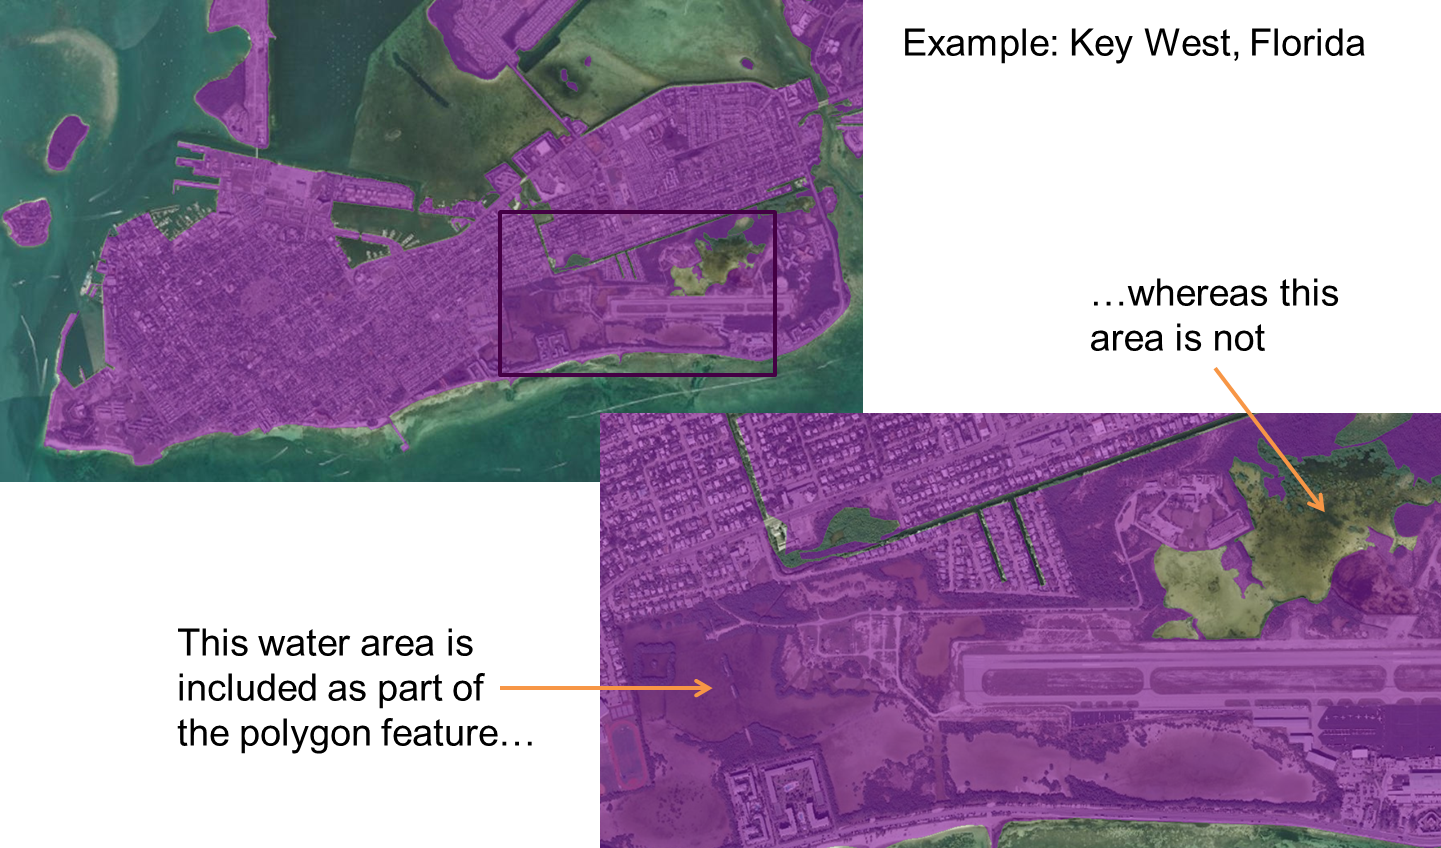 Example: Key West, Florida
…whereas this
area is not
This water area is
included as part of
the polygon feature…